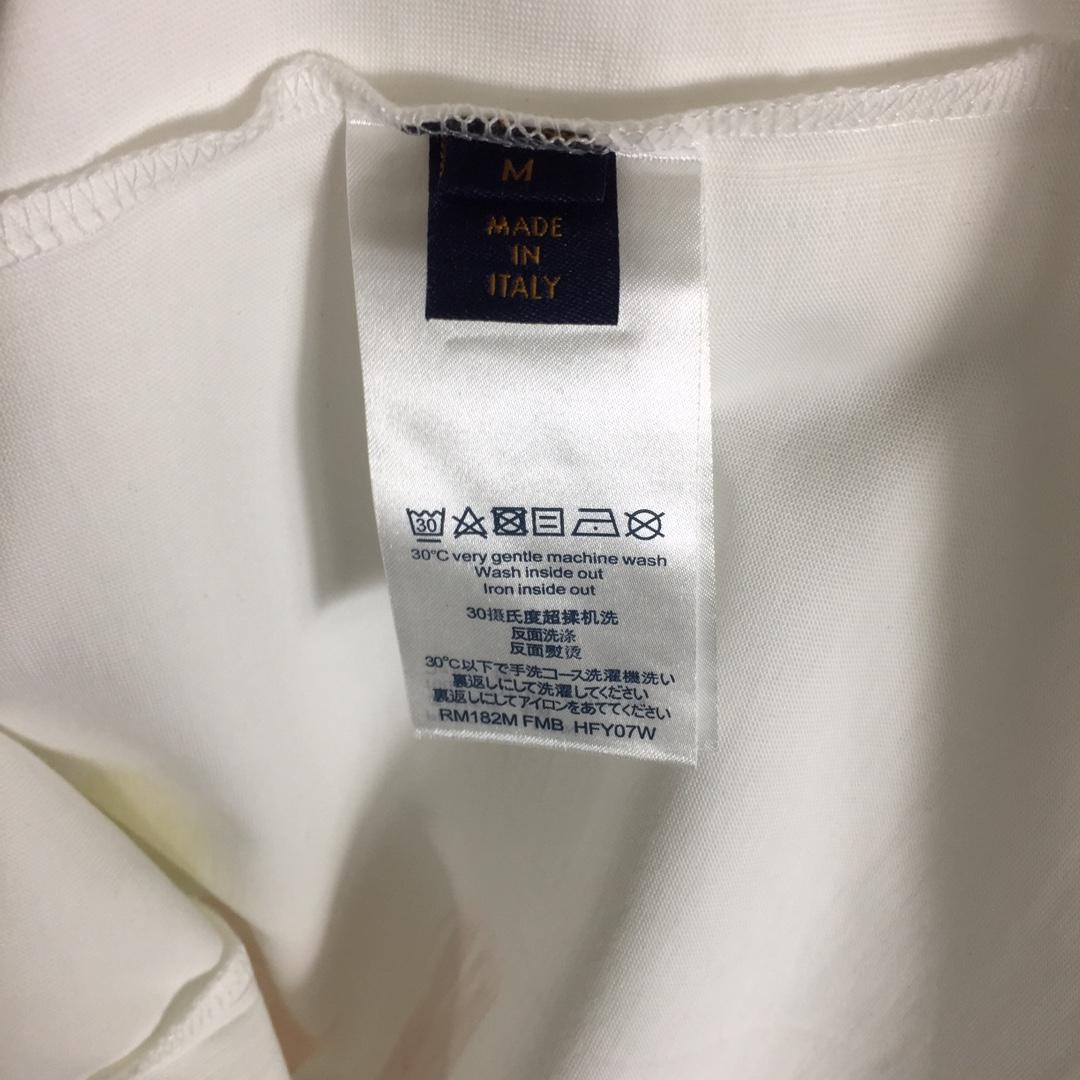 M
MADE
IN
ITALY
30
30°C very gentle machine wash
Wash inside out
Iron inside out
30摄氏度超揉机洗
反面洗涤
反面熨烫
30°C以下で手洗コース洗濯機洗い
裏返しにして洗濯してください
裏返しにしてアイロンをあててください
RM182M FMB HFY07W